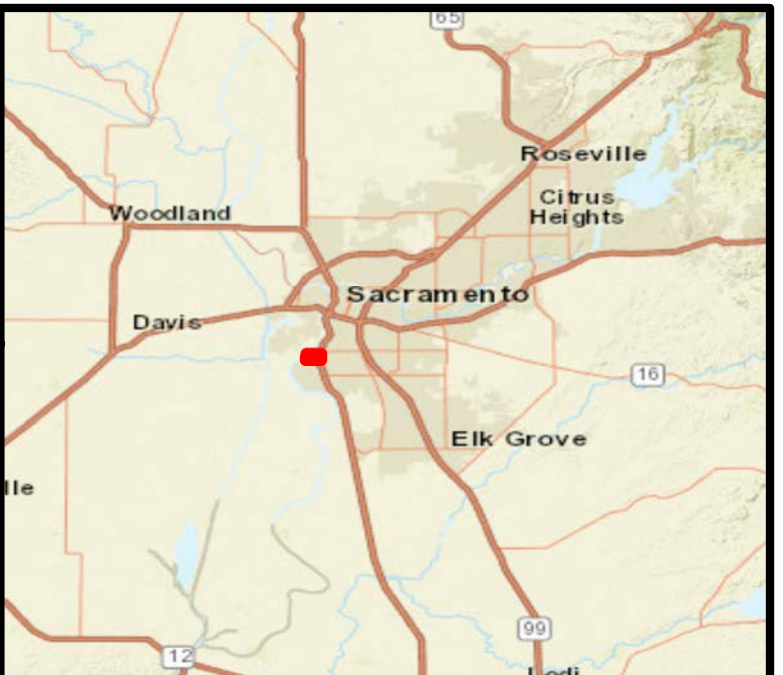 65
Roseville
Citrus
Heights
Woodland
Sacramento
Davis
16
Elk Grove
lle
99
12